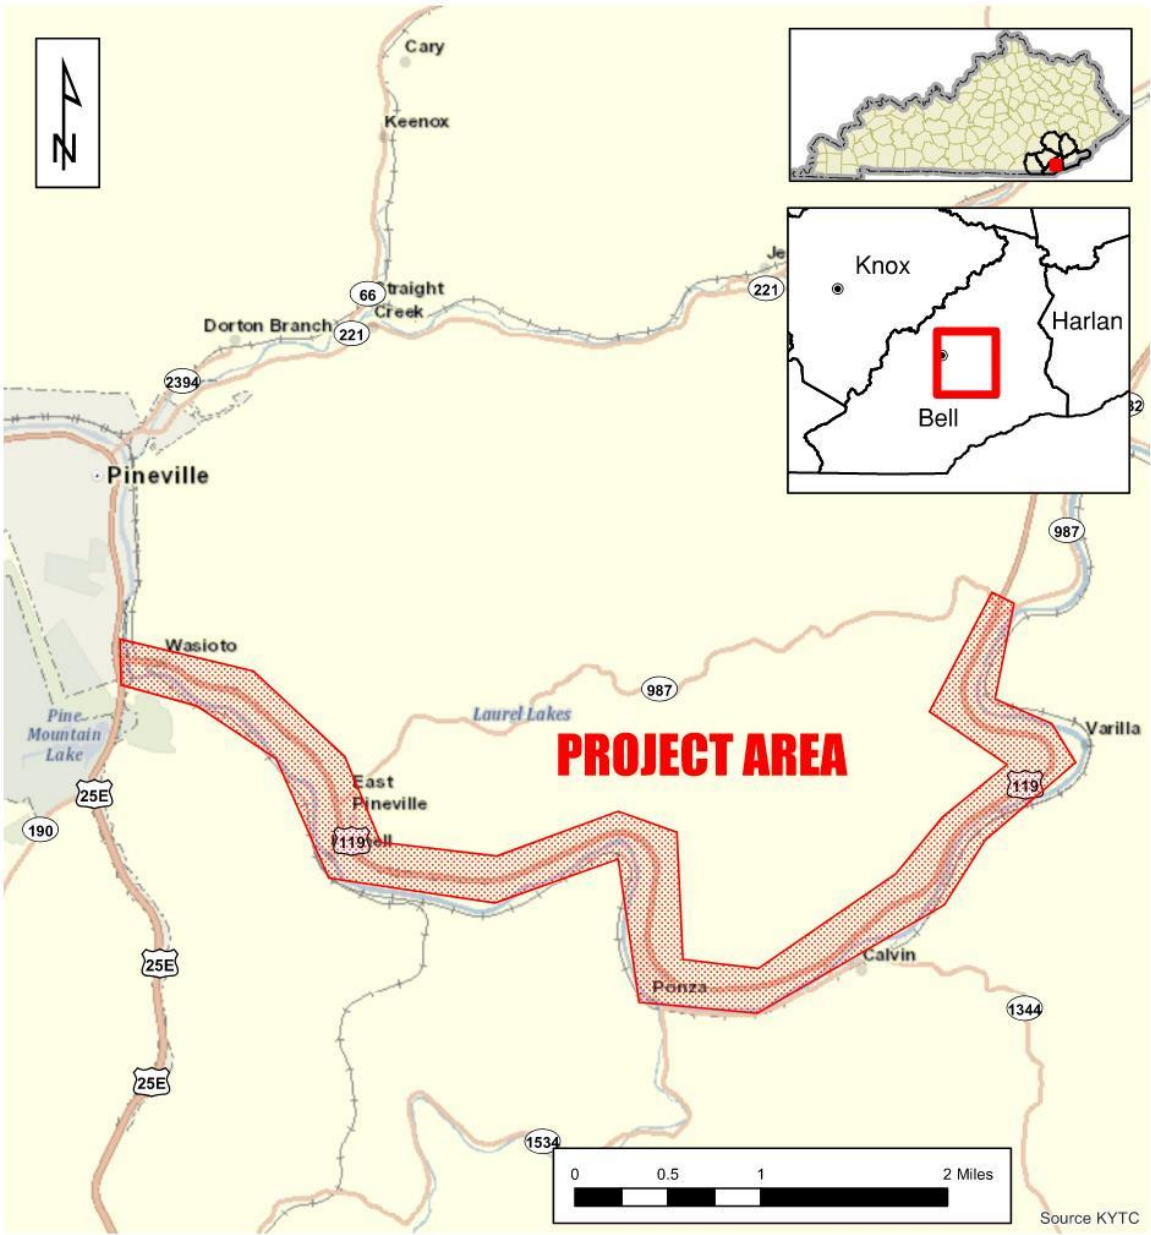 Cary
N
Keenox
Knox
Harlan
Bell
Je
221
66
Straight
Creek
Dorton Branch
221
2394
Pineville
987
Wasioto
987
Laurel Lakes
Pine
Mountain
Lake
PROJECT AREA
Varilla
East
Pineville
25E
119
190
119
Calvin
25E
Ponza
1344
25E
1534
0 0.5 1 2 Miles
Source KYTC